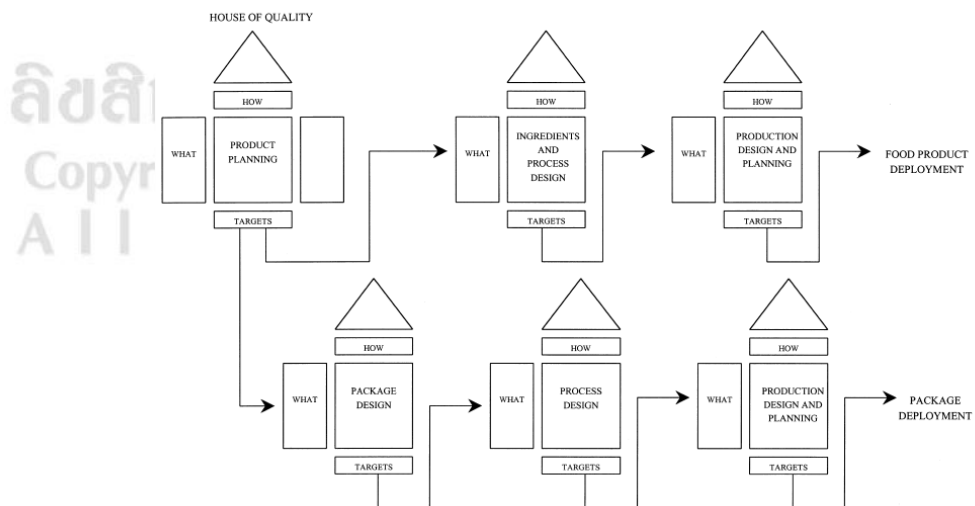 HOUSE OF QUALITY
HOW
WHAT
PRODUCT
PLANNING
TARGETS
HOW
WHAT
INGREDIENTS
AND
PROCESS
DESIGN
TARGETS
HOW
WHAT
PRODUCTION
DESIGN AND
PLANNING
TARGETS
FOOD PRODUCT
DEPLOYMENT
HOW
WHAT
PACKAGE
DESIGN
TARGETS
HOW
WHAT
PROCESS
DESIGN
TARGETS
HOW
WHAT
PRODUCTION
DESIGN AND
PLANNING
TARGETS
PACKAGE
DEPLOYMENT
All